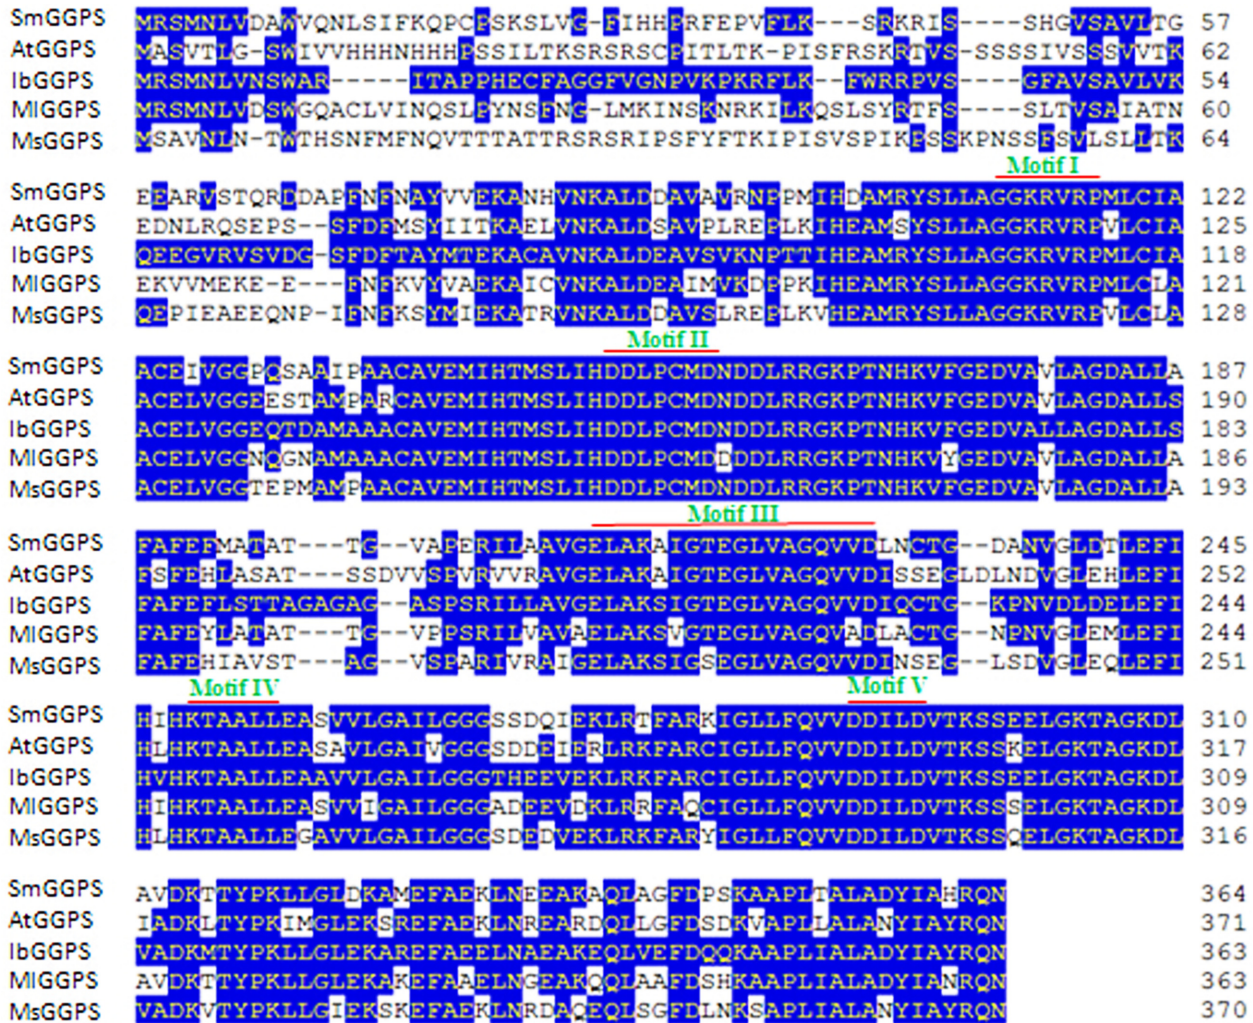 SmGGPS MRSMNLVDAWVQNLSIFKQPCPSKSLVG-FIHHPRFEPVFLK---SRKRIS----SHGVSAVLTG 57
AtGGPS MASVTLG-SWIVVHHHNHHHPSSILTKSRSRSCPITLTK-PISFRSKRTVS-SSSSIVSSSVVTK 62
IbGGPS MRSMNLVNSWAR-----ITAPPHECFAGGFVGNPVKPKRFLK--FWRRPVS----GFAVSAVLVK 54
MlGGPS MRSMNLVDSWGQACLVINQSLPYNSFNG-LMKINSKNRKILKQSLSYRTFS----SLTVSAIATN 60
MsGGPS MSAVNLN-TWTHSNFMFNQVTTTATTRSRSRIPSFYFTKIPISVSPIKPSSKPNSSFSVLSLLTK 64
Motif I
SmGGPS EEARVSTQRDDAPFNFNAYVVEKANHVNKALDDAVAVRNPPMIHDAMRYSLLAGGKRVRPMLCIA 122
AtGGPS EDNLRQSEPS--SFDFMSYIITKAELVNKALDSAVPLREPLKIHEAMSYSLLAGGKRVRPVLCIA 125
IbGGPS QEEGVRVSVDG-SFDFTAYMTEKACAVNKALDEAVSVKNPTTIHEAMRYSLLAGGKRVRPMLCIA 118
MlGGPS EKVVMEKE-E---FNFKVYVAEKAICVNKALDEAIMVKDPPKIHEAMRYSLLAGGKRVRPMLCLA 121
MsGGPS QEPIEAEEQNP-IFNFKSYMIEKATRVNKALDDAVSLREPLKVHEAMRYSLLAGGKRVRPVLCLA 128
Motif II
SmGGPS ACEIVGGPQSAAIPAACAVEMIHTMSLIHDDLPCMDNDDLRRGKPTNHKVFGEDVAVLAGDALLA 187
AtGGPS ACELVGGEESTAMPARCAVEMIHTMSLIHDDLPCMDNDDLRRGKPTNHKVFGEDVAVLAGDALLS 190
IbGGPS ACELVGGEQTDAMAAACAVEMIHTMSLIHDDLPCMDNDDLRRGKPTNHKVFGEDVALLAGDALLS 183
MlGGPS ACELVGGNQGNAMAAACAVEMIHTMSLIHDDLPCMDDDDLRRGKPTNHKVYGEDVAVLAGDALLA 186
MsGGPS ACELVGGTEPMAMPAACAVEMIHTMSLIHDDLPCMDNDDLRRGKPTNHKVFGEDVAVLAGDALLA 193
Motif III
SmGGPS FAFEFMATAT---TG--VAPERILAAVGELAKAIGTEGLVAGQVVDLNCTG--DANVGLDTLEFI 245
AtGGPS FSFEHLASAT---SSDVVSPVRVVRAVGELAKAIGTEGLVAGQVVDISSEGLDLNDVGLEHLEFI 252
IbGGPS FAFEFLSTTAGAGAG--ASPSRILLAVGELAKSIGTEGLVAGQVVDIQCTG--KPNVDLDELEFI 244
MlGGPS FAFEYLATAT---TG--VPPSRILVAVAELAKSVGTEGLVAGQVADLACTG--NPNVGLEMLEFI 244
MsGGPS FAFEHIAVST---AG--VSPARIVRAIGELAKSIGSEGLVAGQVVDINSEG--LSDVGLEQLEFI 251
Motif IV Motif V
SmGGPS HIHKTAALLEASVVLGAILGGGSSDQIEKLRTFARKIGLLFQVVDDILDVTKSSEELGKTAGKDL 310
AtGGPS HLHKTAALLEASAVLGAIVGGGSDDEIERLRKFARCIGLLFQVVDDILDVTKSSKELGKTAGKDL 317
IbGGPS HVHKTAALLEAAVVLGAILGGGTHEEVEKLRKFARCIGLLFQVVDDILDVTKSSEELGKTAGKDL 309
MlGGPS HIHKTAALLEASVVIGAILGGGADEEVDKLRRFAQCIGLLFQVVDDILDVTKSSSELGKTAGKDL 309
MsGGPS HLHKTAALLEGAVVLGAILGGGSDEDVEKLRKFARYIGLLFQVVDDILDVTKSSQELGKTAGKDL 316
SmGGPS AVDKTTYPKLLGLDKAMEFAEKLNEEAKAQLAGFDPSKAAPLTALADYIAHRQN 364
AtGGPS IADKLTYPKIMGLEKSREFAEKLNREARDQLLGFDSDKVAPLLALANYIAYRQN 371
IbGGPS VADKMTYPKLLGLEKAREFAEELNAEAKEQLVEFDQQKAAPLIALADYIAYRQN 363
MlGGPS AVDKTTYPKLLGLEKAKEFAAELNGEAKQQLAAFDSHKAAPLIALADYIANRQN 363
MsGGPS VADKVTYPKLLGIEKSKEFAEKLNRDAQEQLSGFDLNKSAPLIALANYIAYRQN 370